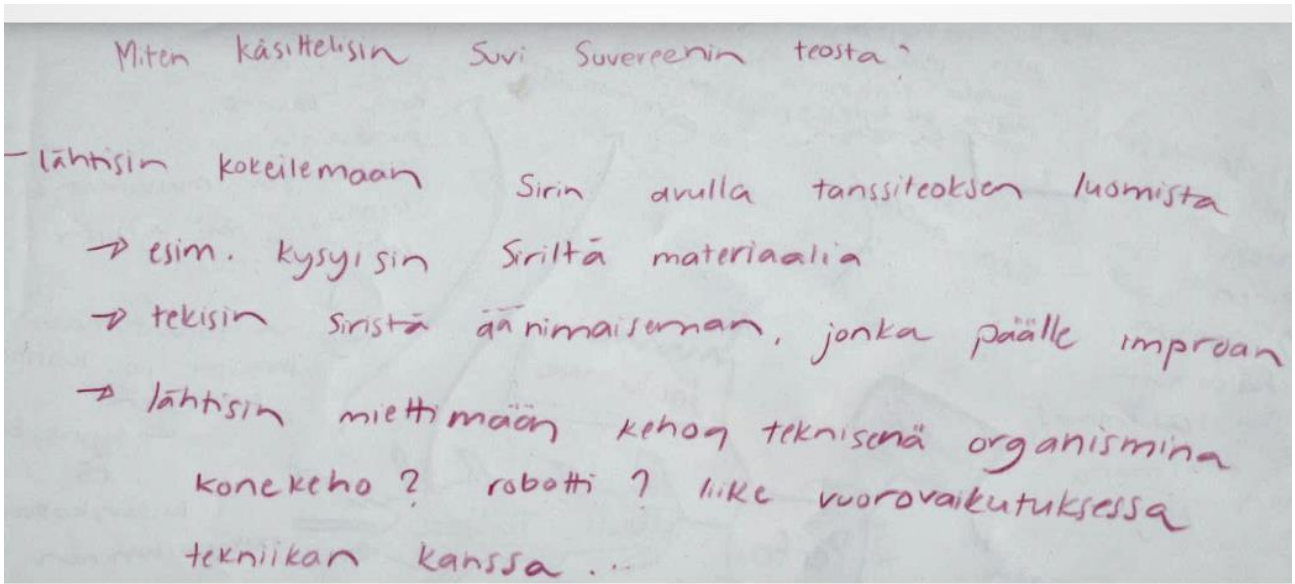 Miten käsittelisin Suvi Suvereenin teosta?
- lähtisin kokeilemaan Sirin avulla tanssiteoksen luomista
→ esim. kysyisin Siriltä materiaalia
→ tekisin siristä äänimaiseman, jonka päälle improan
→ lähtisin miettimään kehoa teknisenä organismina
konekeho? robotti? liike vuorovaikutuksessa
tekniikan kanssa...